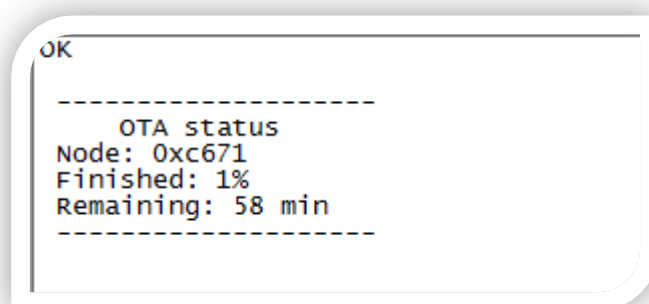 OK
--------------------
OTA status
Node: 0xc671
Finished: 1%
Remaining: 58 min
--------------------